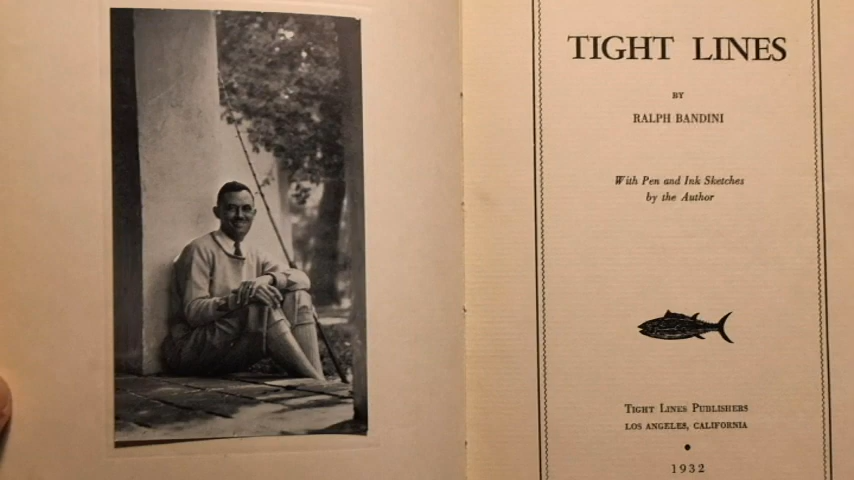 TIGHT LINES
BY
RALPH BANDINI
With Pen and Ink Sketches
by the Author
TIGHT LINES PUBLISHERS
LOS ANGELES, CALIFORNIA
1932